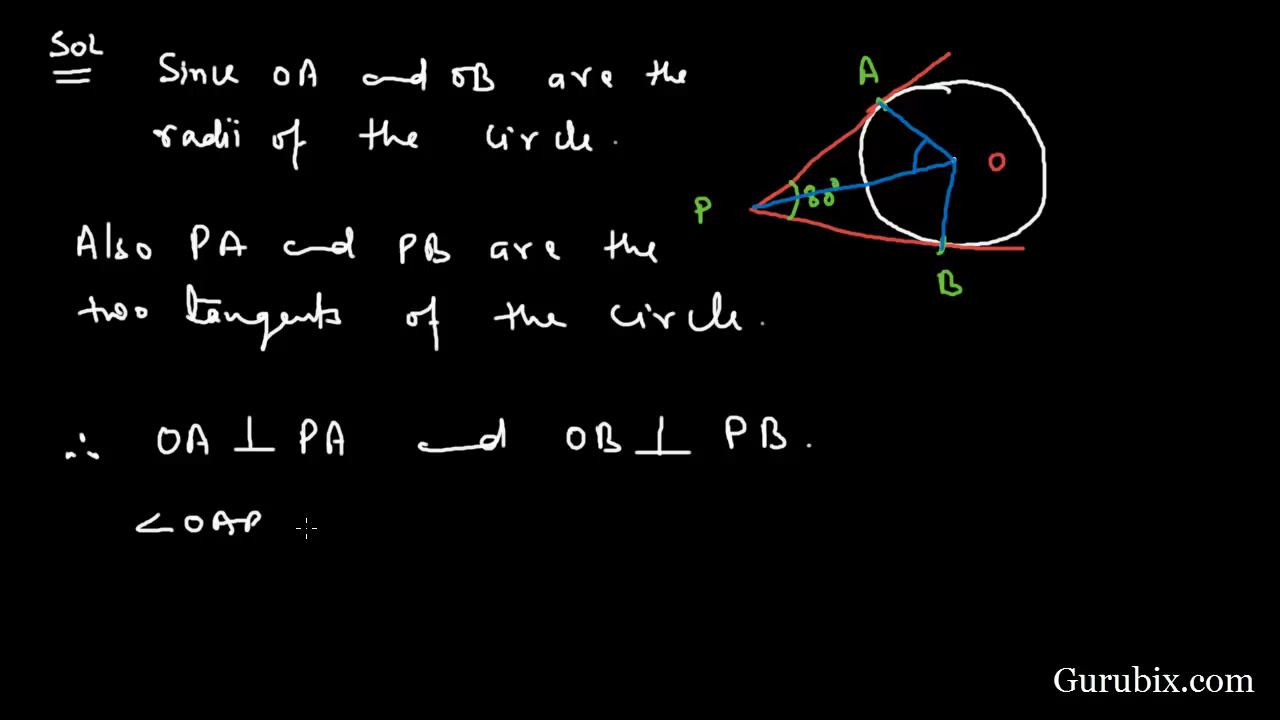 Sol
Since OA and OB are the
radii of the circle.
Also PA and PB are the
two tangents of the circle.
∴ OA ⊥ PA and OB ⊥ PB.
∠OAP
A
O
P
80°
B
Gurubix.com